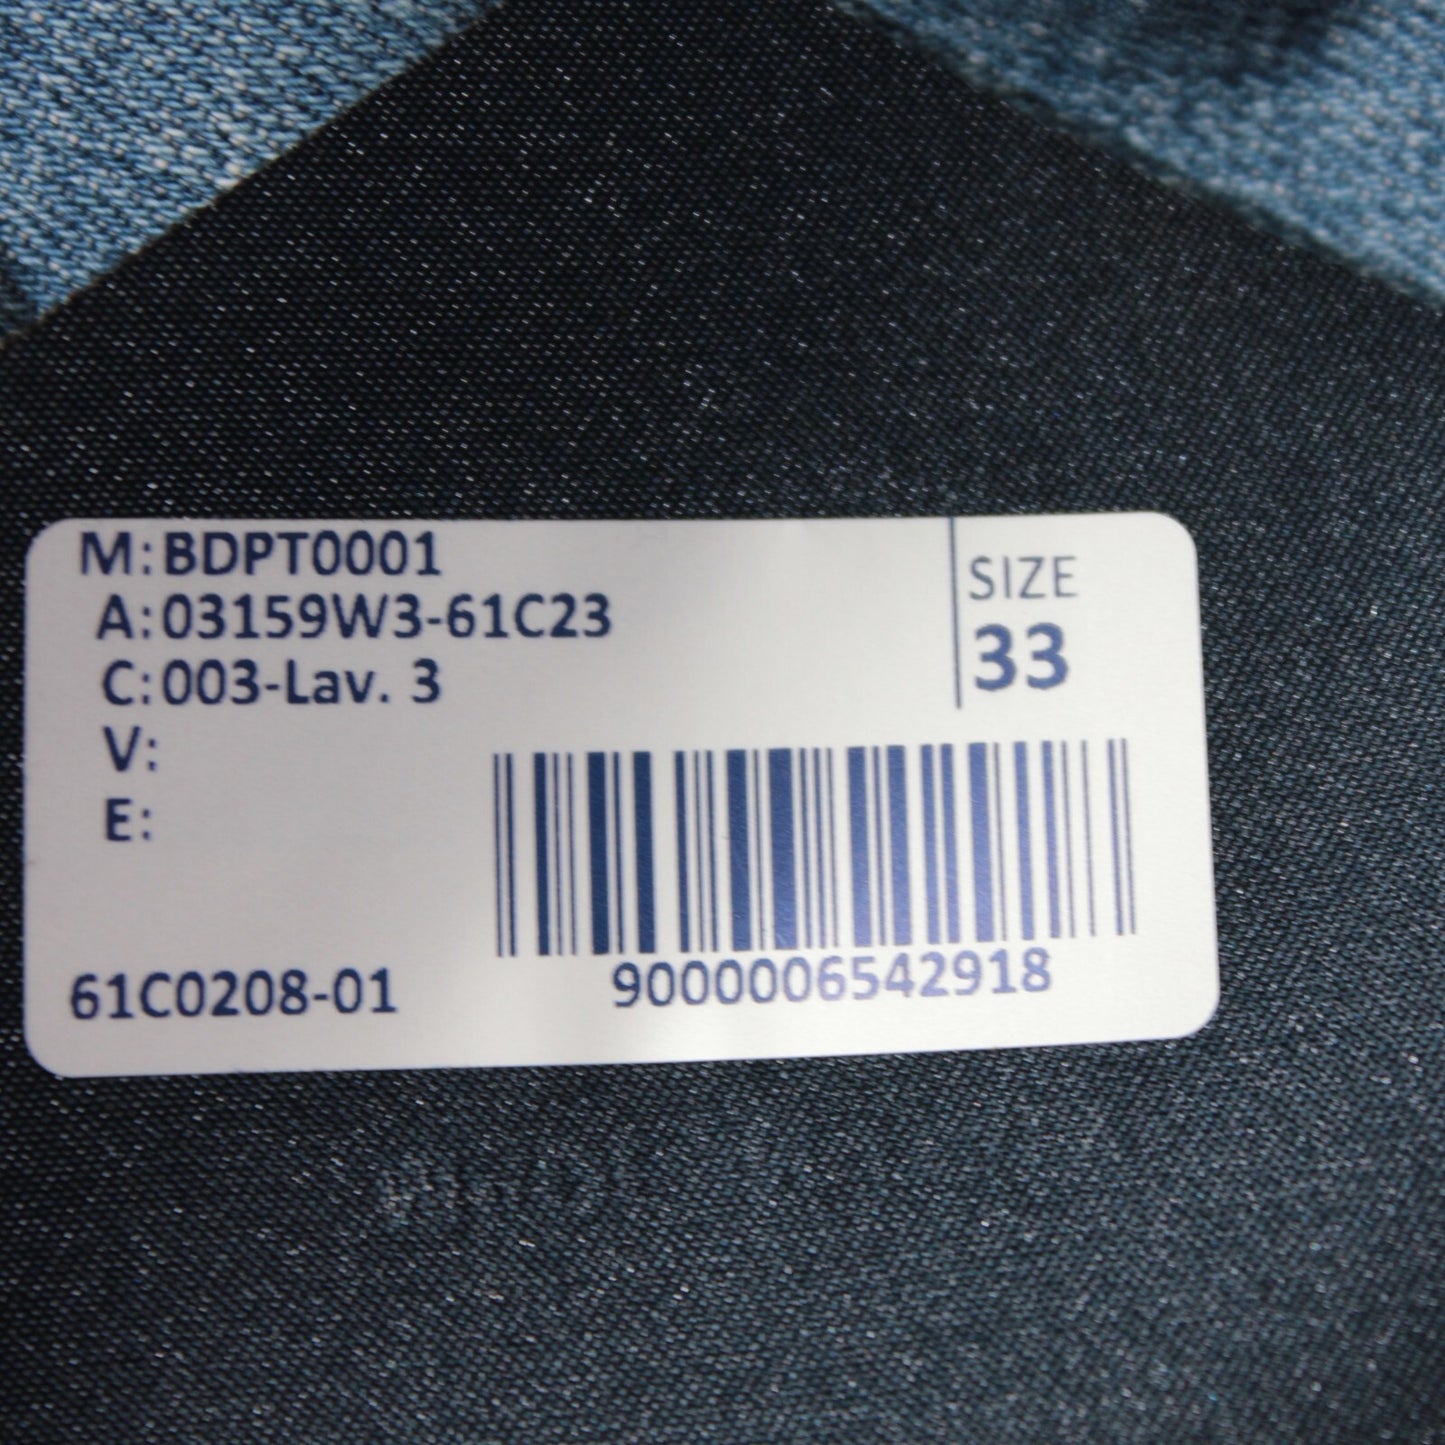 M: BDPT0001
A: 03159W3-61C23
C: 003-Lav. 3
V:
E:
SIZE
33
61C0208-01
9000006542918